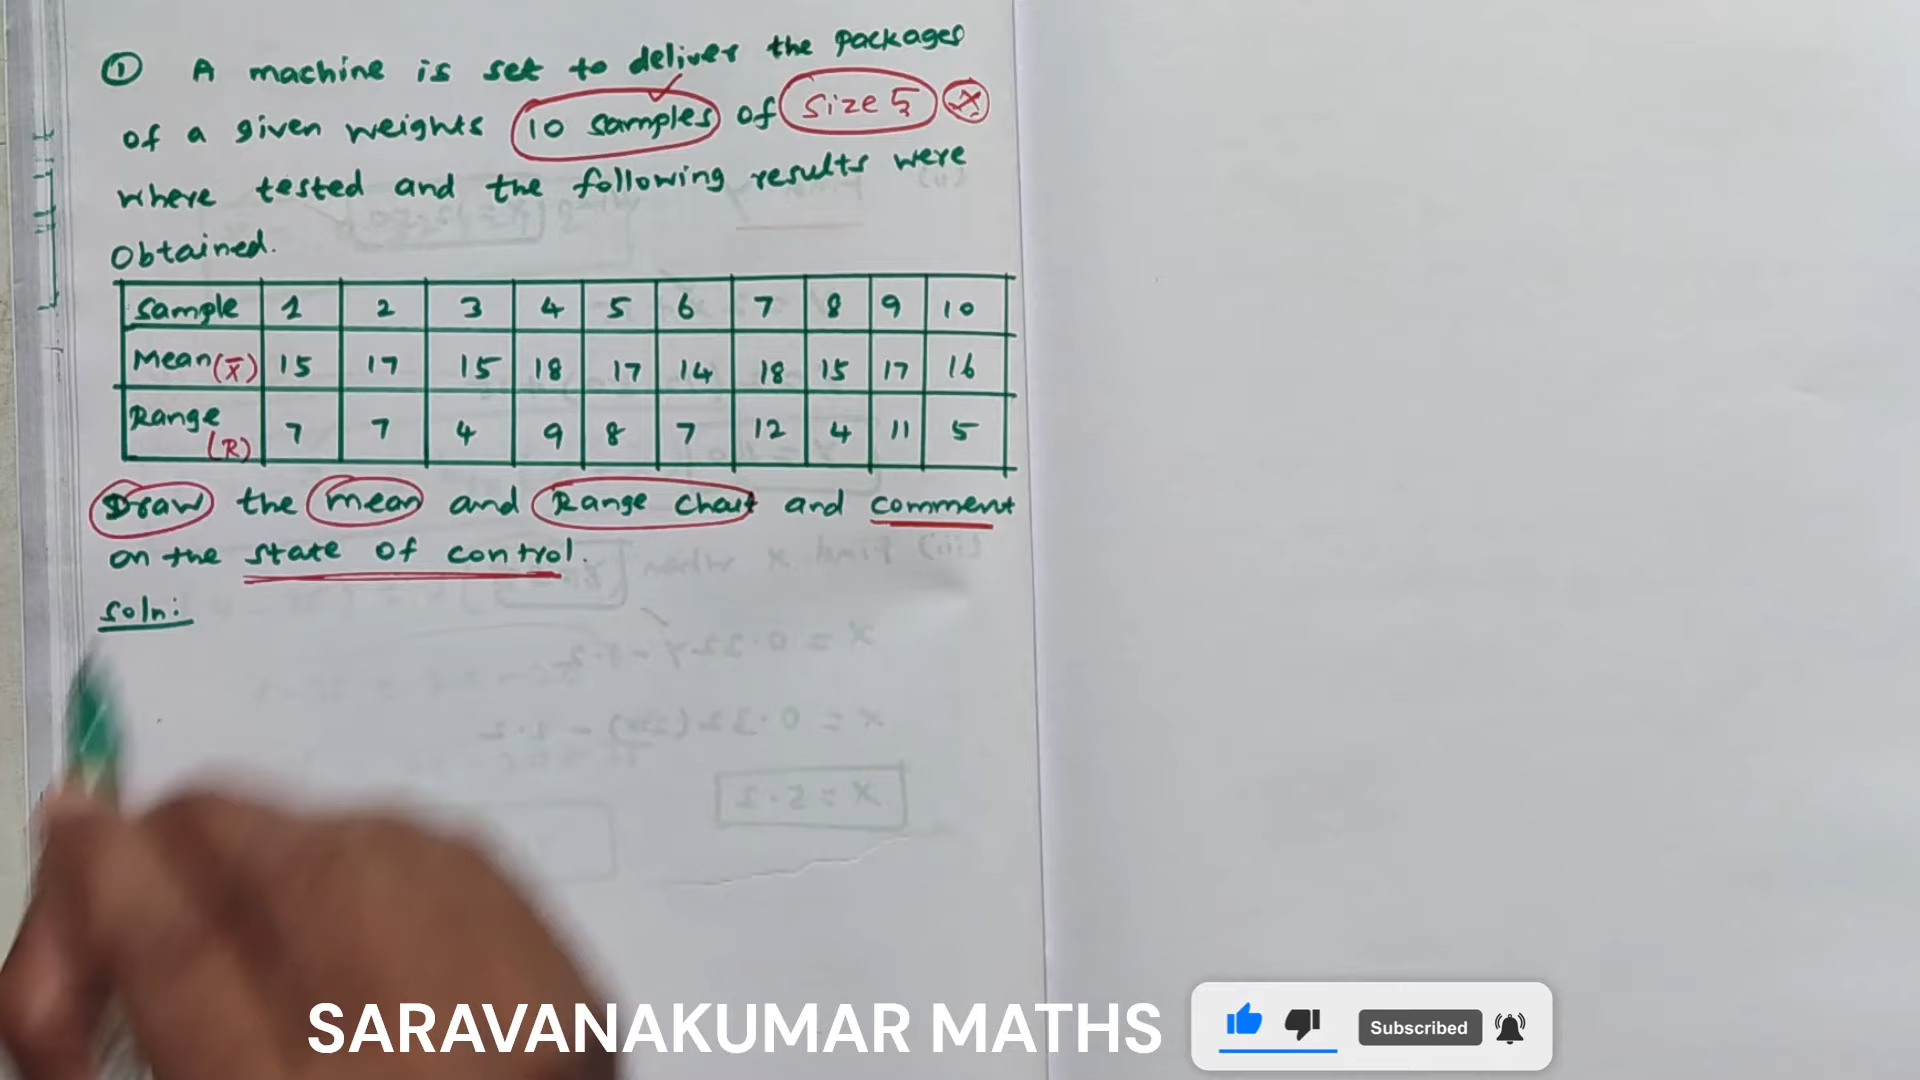 ① A machine is set to deliver the packages
of a given weights 10 samples of size 5
where tested and the following results were
obtained.
Sample 1 2 3 4 5 6 7 8 9 10
Mean (x̄) 15 17 15 18 17 14 18 15 17 16
Range (R) 7 7 4 9 8 7 12 4 11 5
Draw the mean and Range chart and comment
on the state of control.
Soln:
SARAVANAKUMAR MATHS
Subscribed